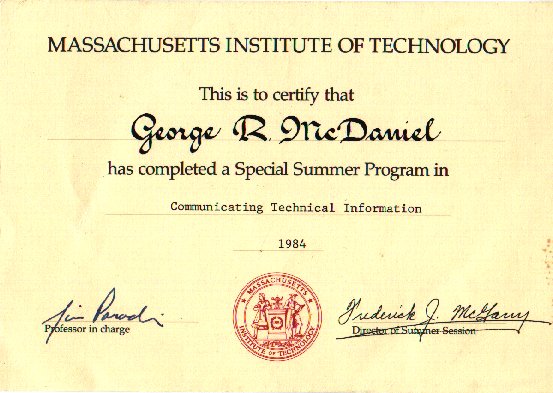 MASSACHUSETTS INSTITUTE OF TECHNOLOGY
This is to certify that
George R. McDaniel
has completed a Special Summer Program in
Communicating Technical Information
1984
MASSACHUSETTS
INSTITUTE OF TECHNOLOGY
Professor in charge
Frederick J. McGarry
Director of Summer Session